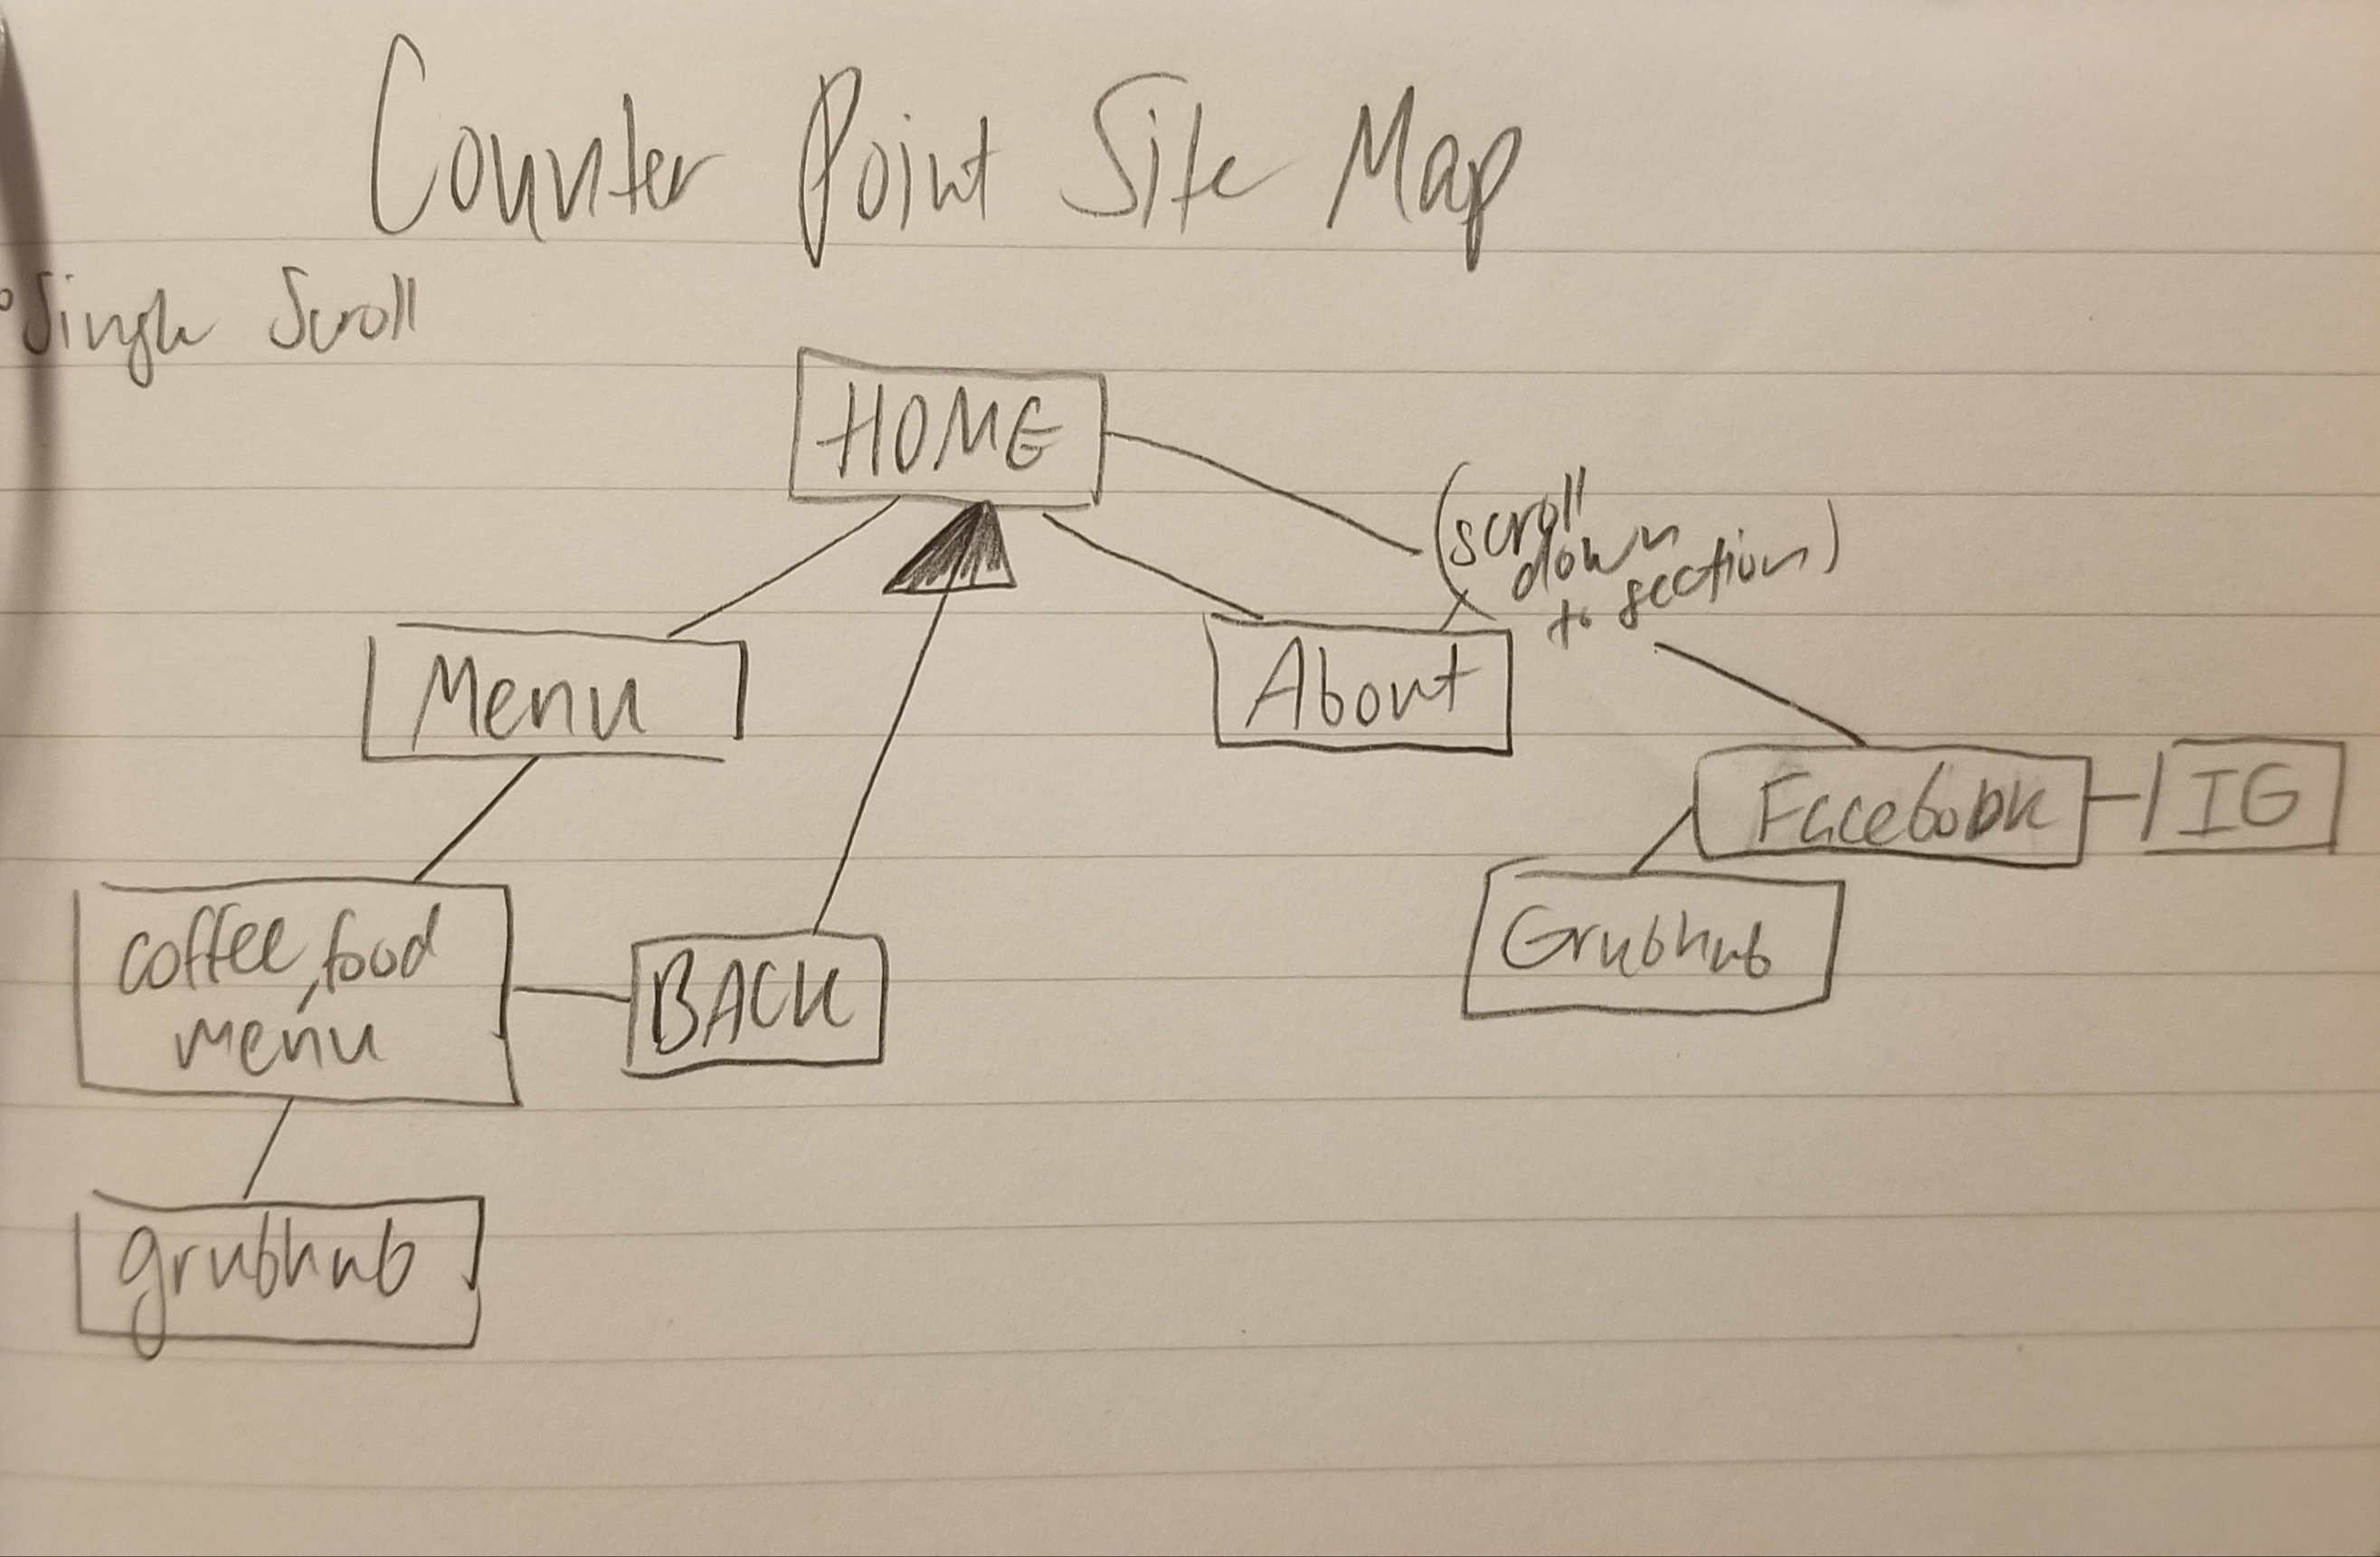 Counter Point Site Map
Single Scroll
HOME
(scroll
down
to section)
Menu
About
Facebook
IG
coffee, food
menu
BACK
Grubhub
grubhub